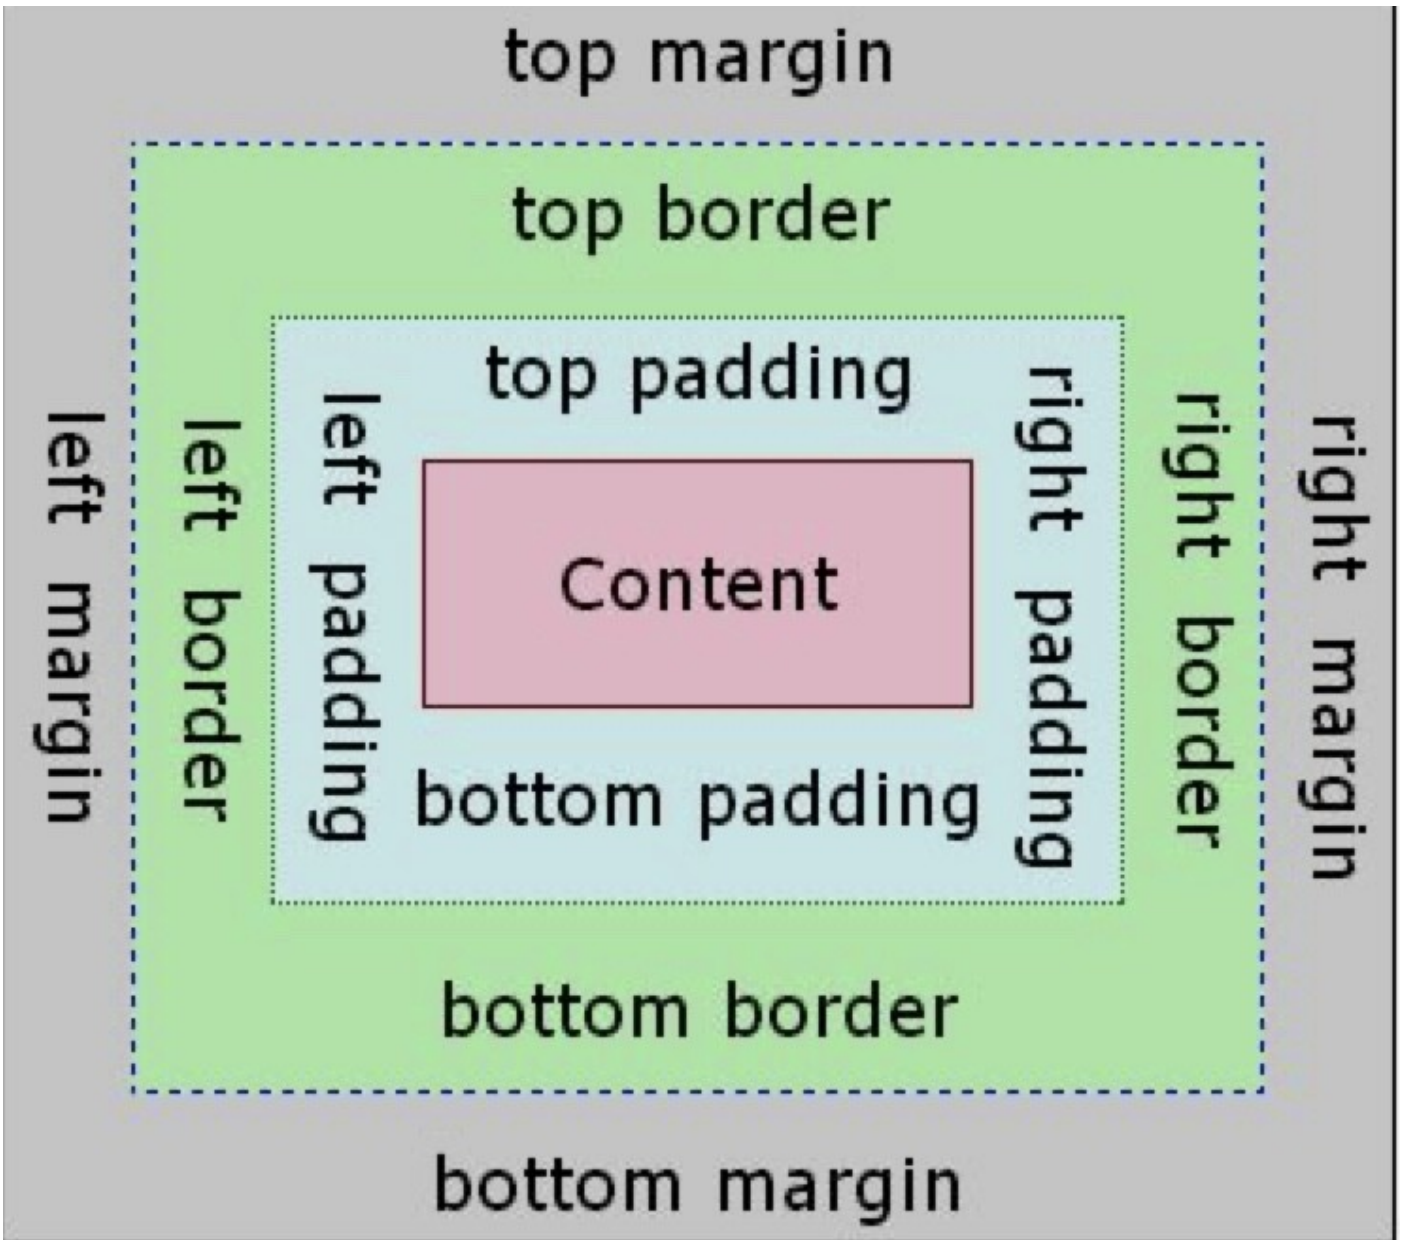 top margin
top border
top padding
left margin
left border
left padding
Content
right padding
right border
right margin
bottom padding
bottom border
bottom margin